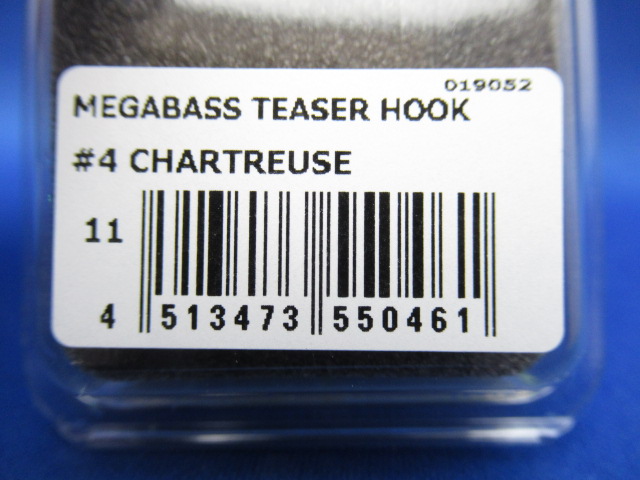 019052
MEGABASS TEASER HOOK
#4 CHARTREUSE
11
4 513473 550461